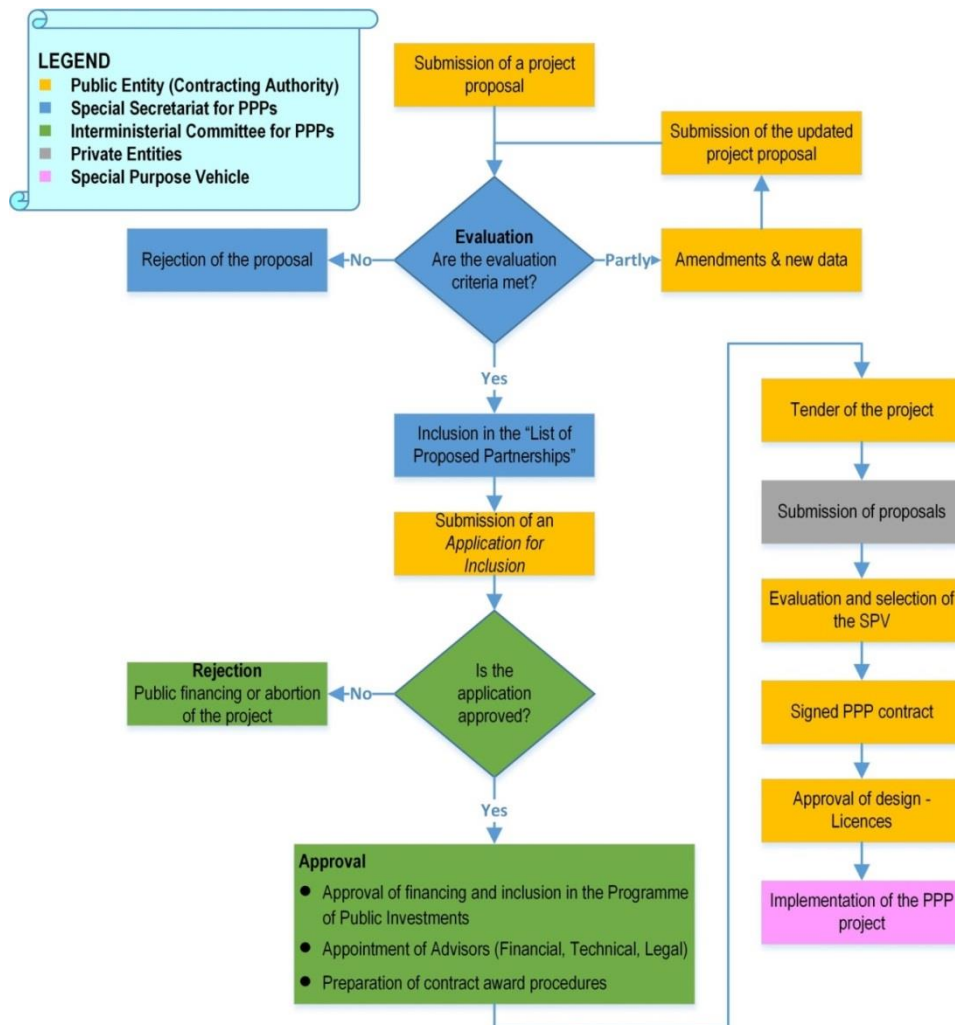 LEGEND
Public Entity (Contracting Authority)
Special Secretariat for PPPs
Interministerial Committee for PPPs
Private Entities
Special Purpose Vehicle
Submission of a project
proposal
Submission of the updated
project proposal
Evaluation
Are the evaluation
criteria met?
No
Rejection of the proposal
Partly
Amendments & new data
Yes
Inclusion in the “List of
Proposed Partnerships”
Submission of an
Application for
Inclusion
Is the
application
approved?
No
Rejection
Public financing or abortion
of the project
Yes
Approval
● Approval of financing and inclusion in the Programme
of Public Investments
● Appointment of Advisors (Financial, Technical, Legal)
● Preparation of contract award procedures
Tender of the project
Submission of proposals
Evaluation and selection of
the SPV
Signed PPP contract
Approval of design -
Licences
Implementation of the PPP
project